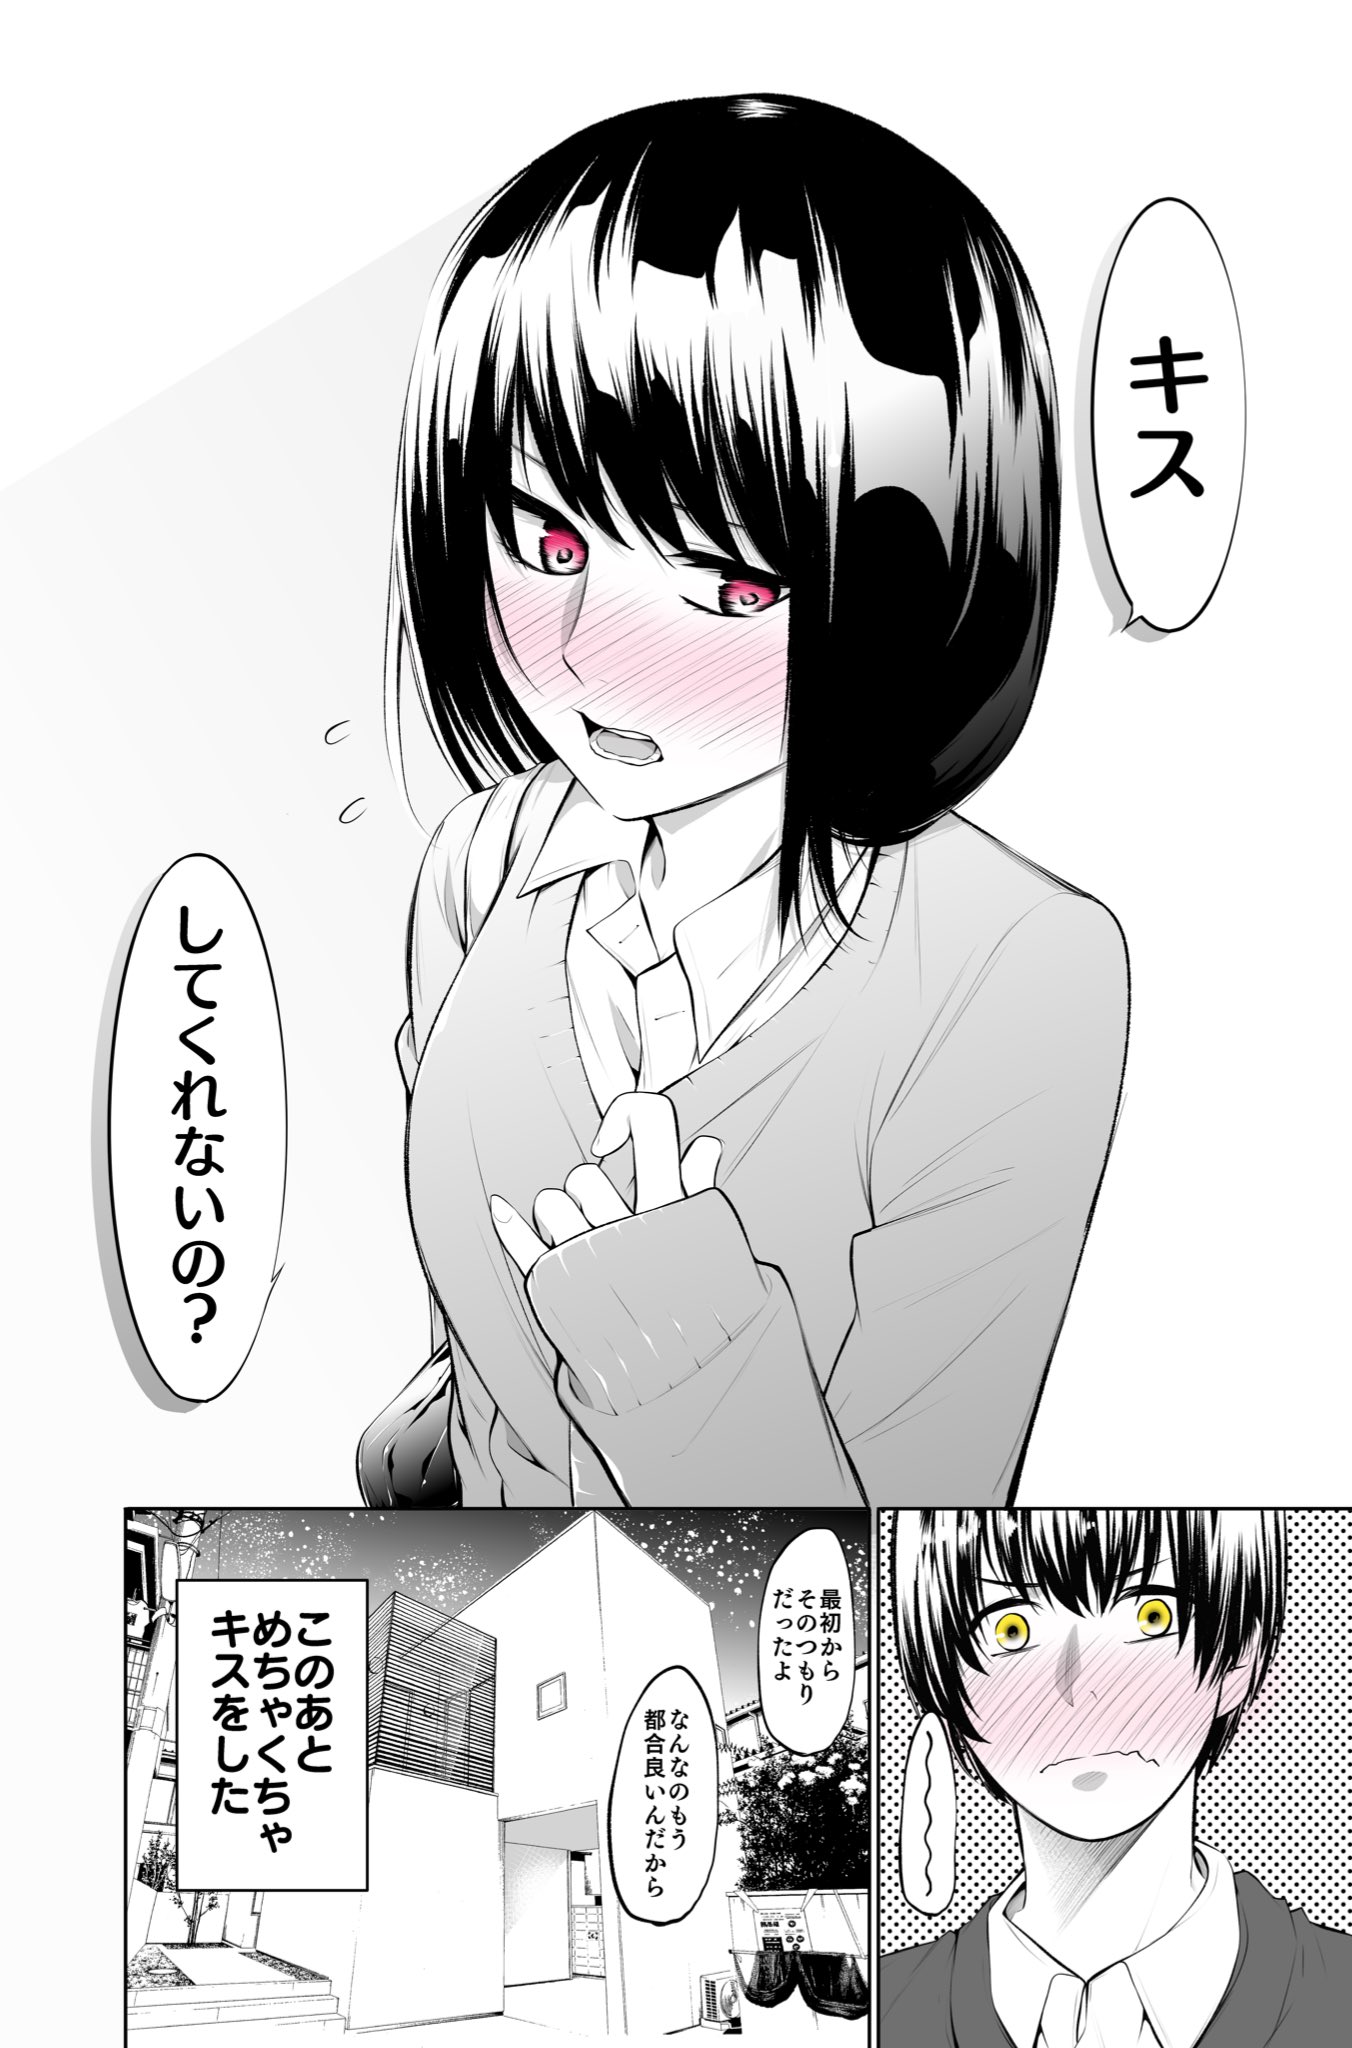 キス
してくれないの?
最初から
そのつもり
だったよ
なんなのもう
都合良いんだから
このあと
めちゃくちゃ
キスをした